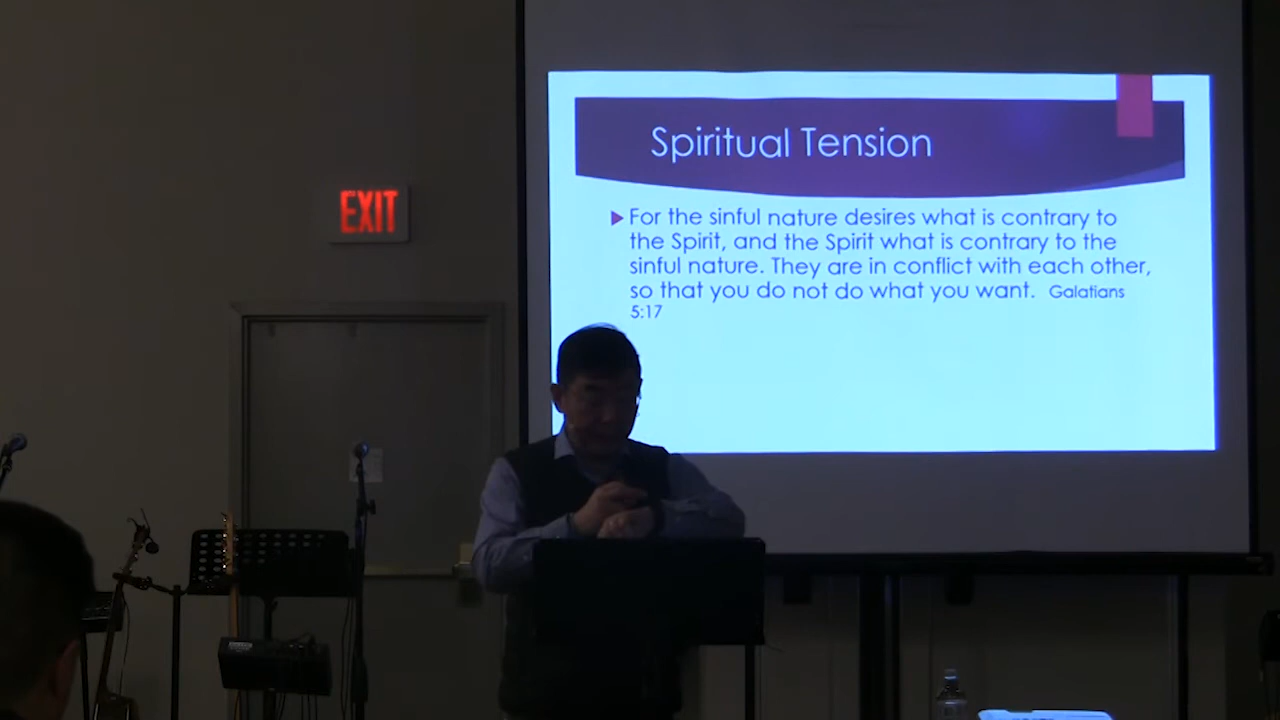 Spiritual Tension
For the sinful nature desires what is contrary to
the Spirit, and the Spirit what is contrary to the
sinful nature. They are in conflict with each other,
so that you do not do what you want. Galatians
5:17
EXIT